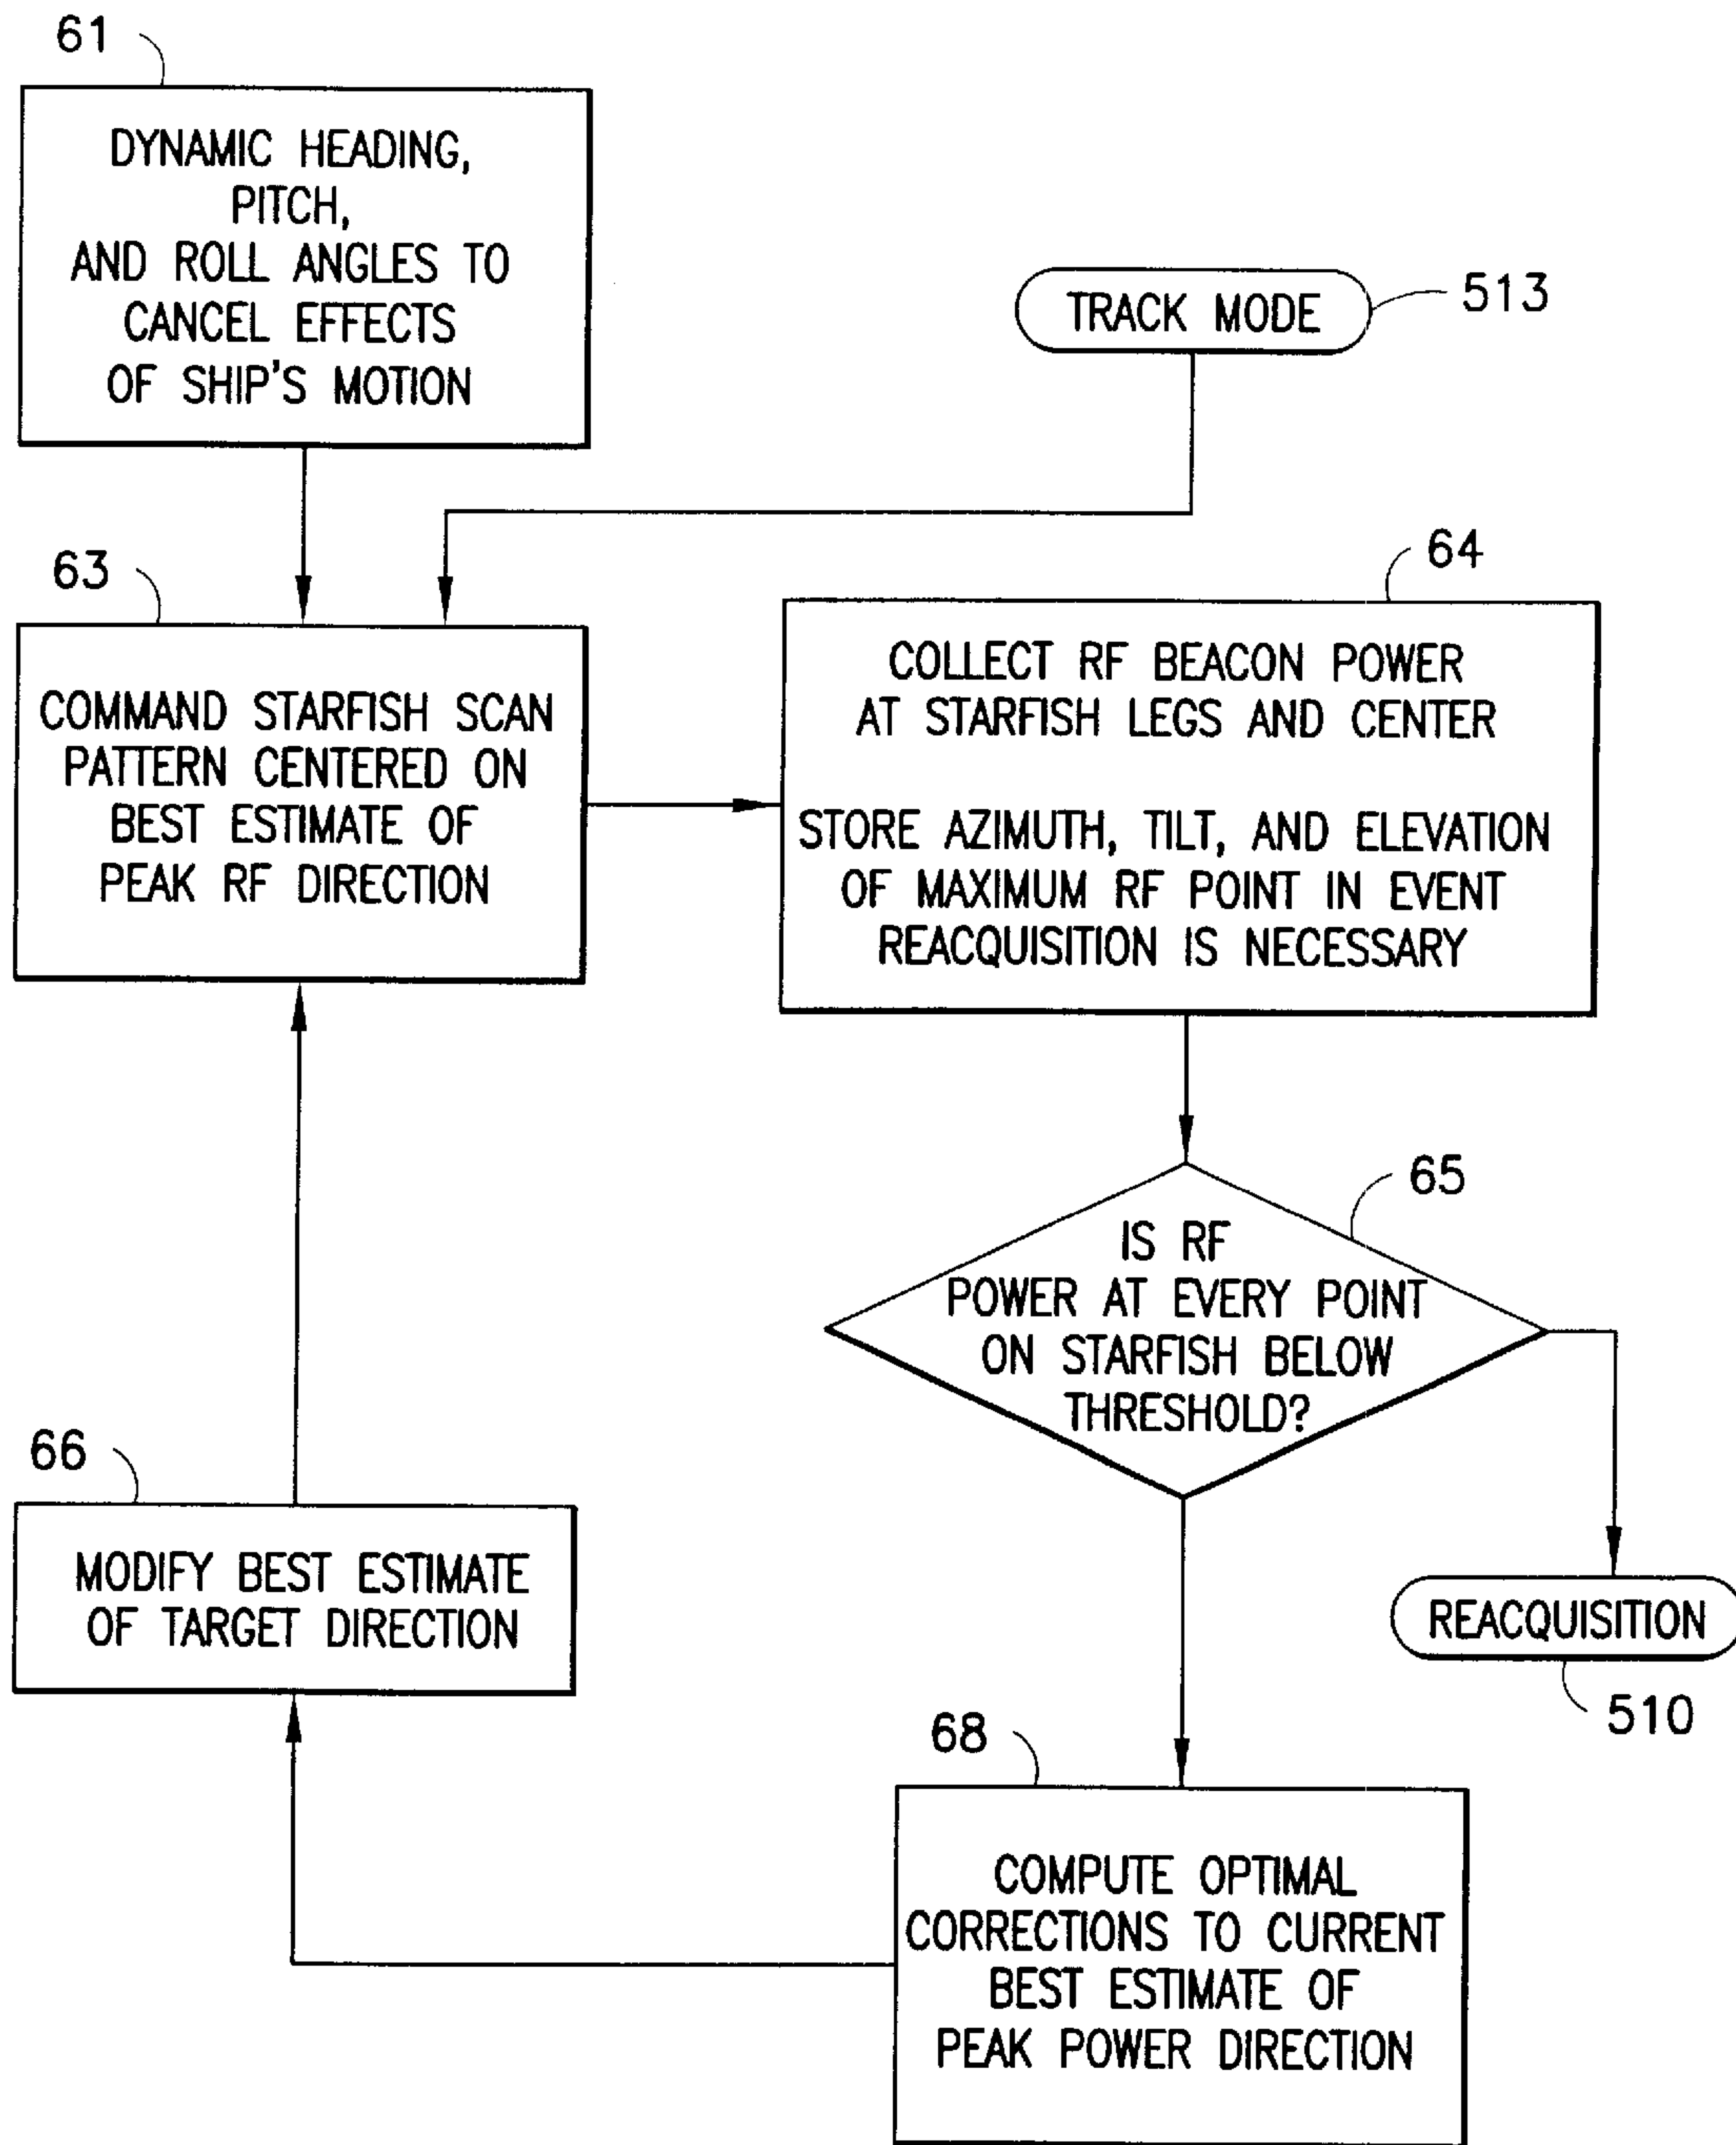 61
DYNAMIC HEADING,
PITCH,
AND ROLL ANGLES TO
CANCEL EFFECTS
OF SHIP'S MOTION
TRACK MODE
513
63
COMMAND STARFISH SCAN
PATTERN CENTERED ON
BEST ESTIMATE OF
PEAK RF DIRECTION
64
COLLECT RF BEACON POWER
AT STARFISH LEGS AND CENTER
STORE AZIMUTH, TILT, AND ELEVATION
OF MAXIMUM RF POINT IN EVENT
REACQUISITION IS NECESSARY
65
IS RF
POWER AT EVERY POINT
ON STARFISH BELOW
THRESHOLD?
66
MODIFY BEST ESTIMATE
OF TARGET DIRECTION
REACQUISITION
510
68
COMPUTE OPTIMAL
CORRECTIONS TO CURRENT
BEST ESTIMATE OF
PEAK POWER DIRECTION